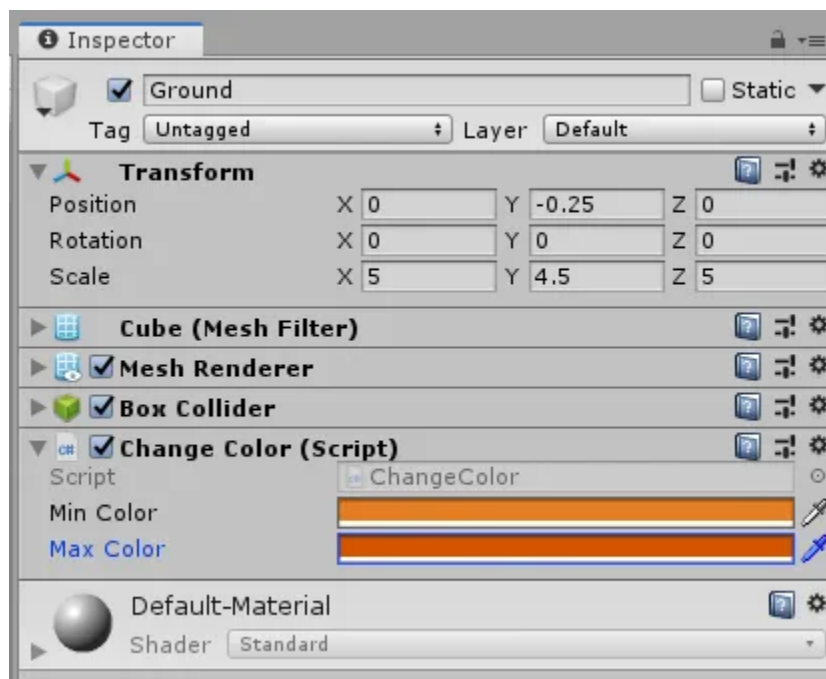 Inspector
Ground Static
Tag Untagged Layer Default
Transform
Position X 0 Y -0.25 Z 0
Rotation X 0 Y 0 Z 0
Scale X 5 Y 4.5 Z 5
Cube (Mesh Filter)
Mesh Renderer
Box Collider
c# Change Color (Script)
Script ChangeColor
Min Color
Max Color
Default-Material
Shader Standard